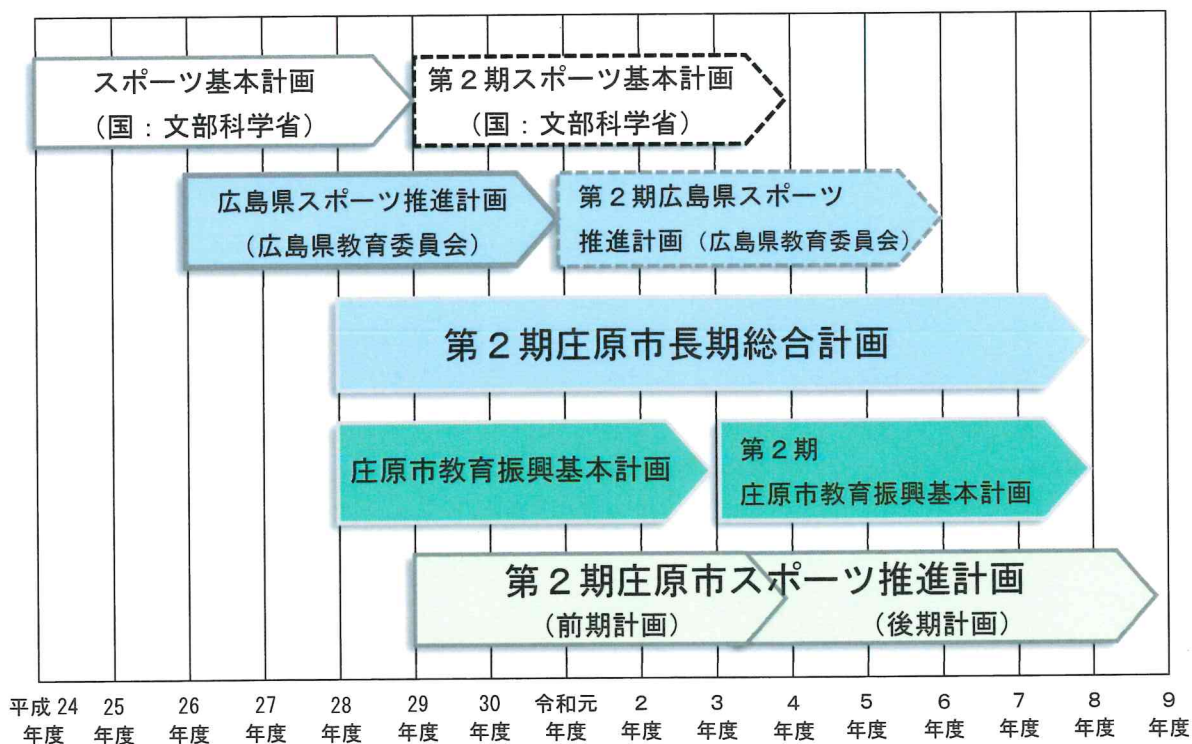 スポーツ基本計画
（国：文部科学省）
第２期スポーツ基本計画
（国：文部科学省）
広島県スポーツ推進計画
（広島県教育委員会）
第２期広島県スポーツ
推進計画（広島県教育委員会）
第２期庄原市長期総合計画
庄原市教育振興基本計画
第２期
庄原市教育振興基本計画
第２期庄原市スポーツ推進計画
（前期計画）
（後期計画）
平成 24
年度
25
年度
26
年度
27
年度
28
年度
29
年度
30
年度
令和元
年度
2
年度
3
年度
4
年度
5
年度
6
年度
7
年度
8
年度
9
年度